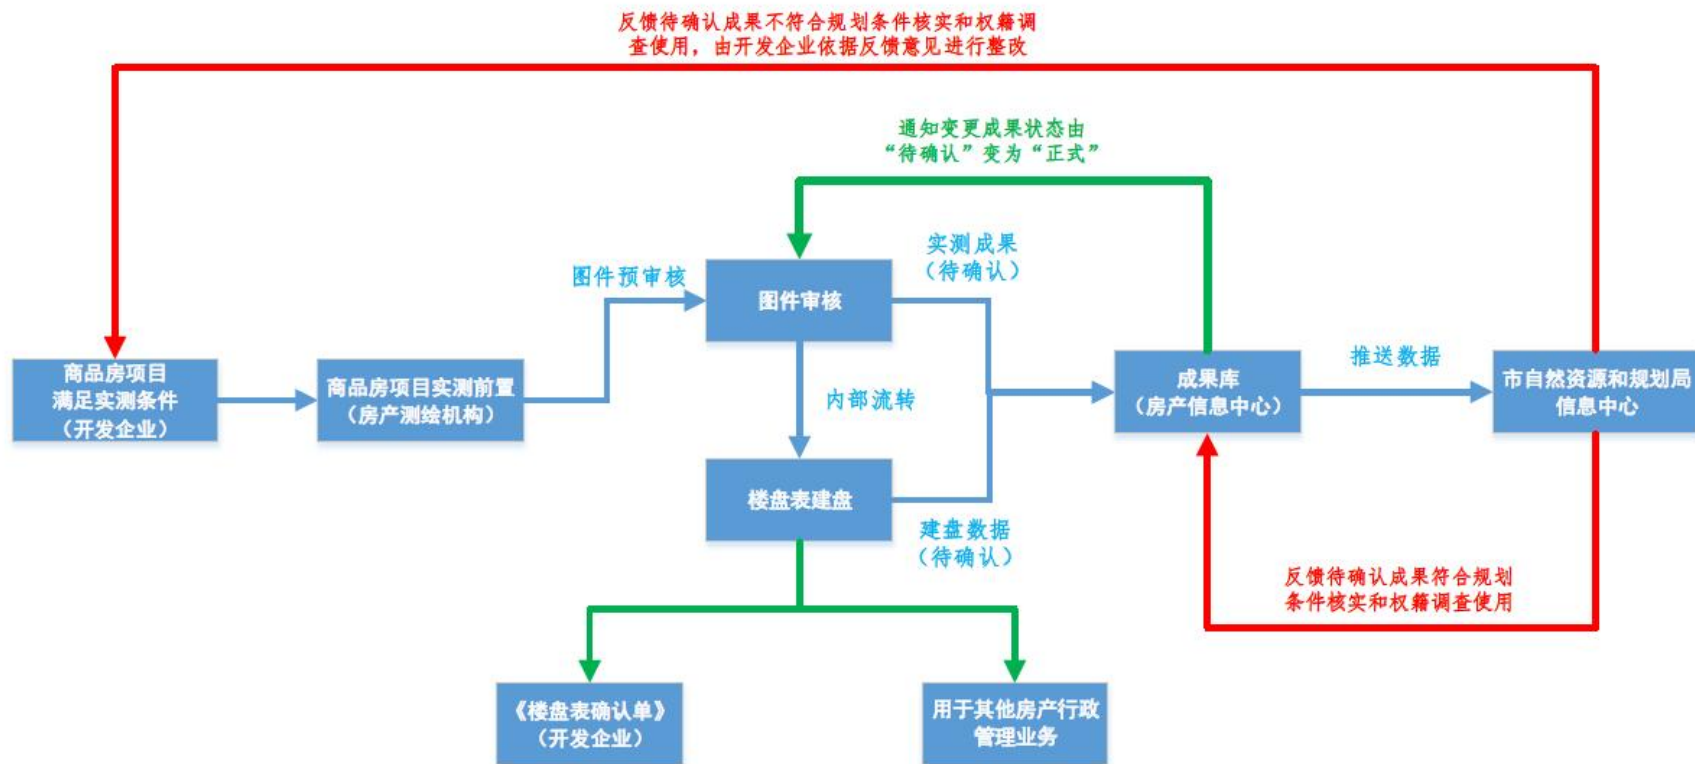 反馈待确认成果不符合规划条件核实和权籍调
查使用，由开发企业依据反馈意见进行整改
通知变更成果状态由
“待确认”变为“正式”
实测成果
（待确认）
图件预审核
图件审核
商品房项目
满足实测条件
（开发企业）
商品房项目实测前置
（房产测绘机构）
内部流转
成果库
（房产信息中心）
推送数据
市自然资源和规划局
信息中心
楼盘表建盘
建盘数据
（待确认）
反馈待确认成果符合规划
条件核实和权籍调查使用
《楼盘表确认单》
（开发企业）
用于其他房产行政
管理业务